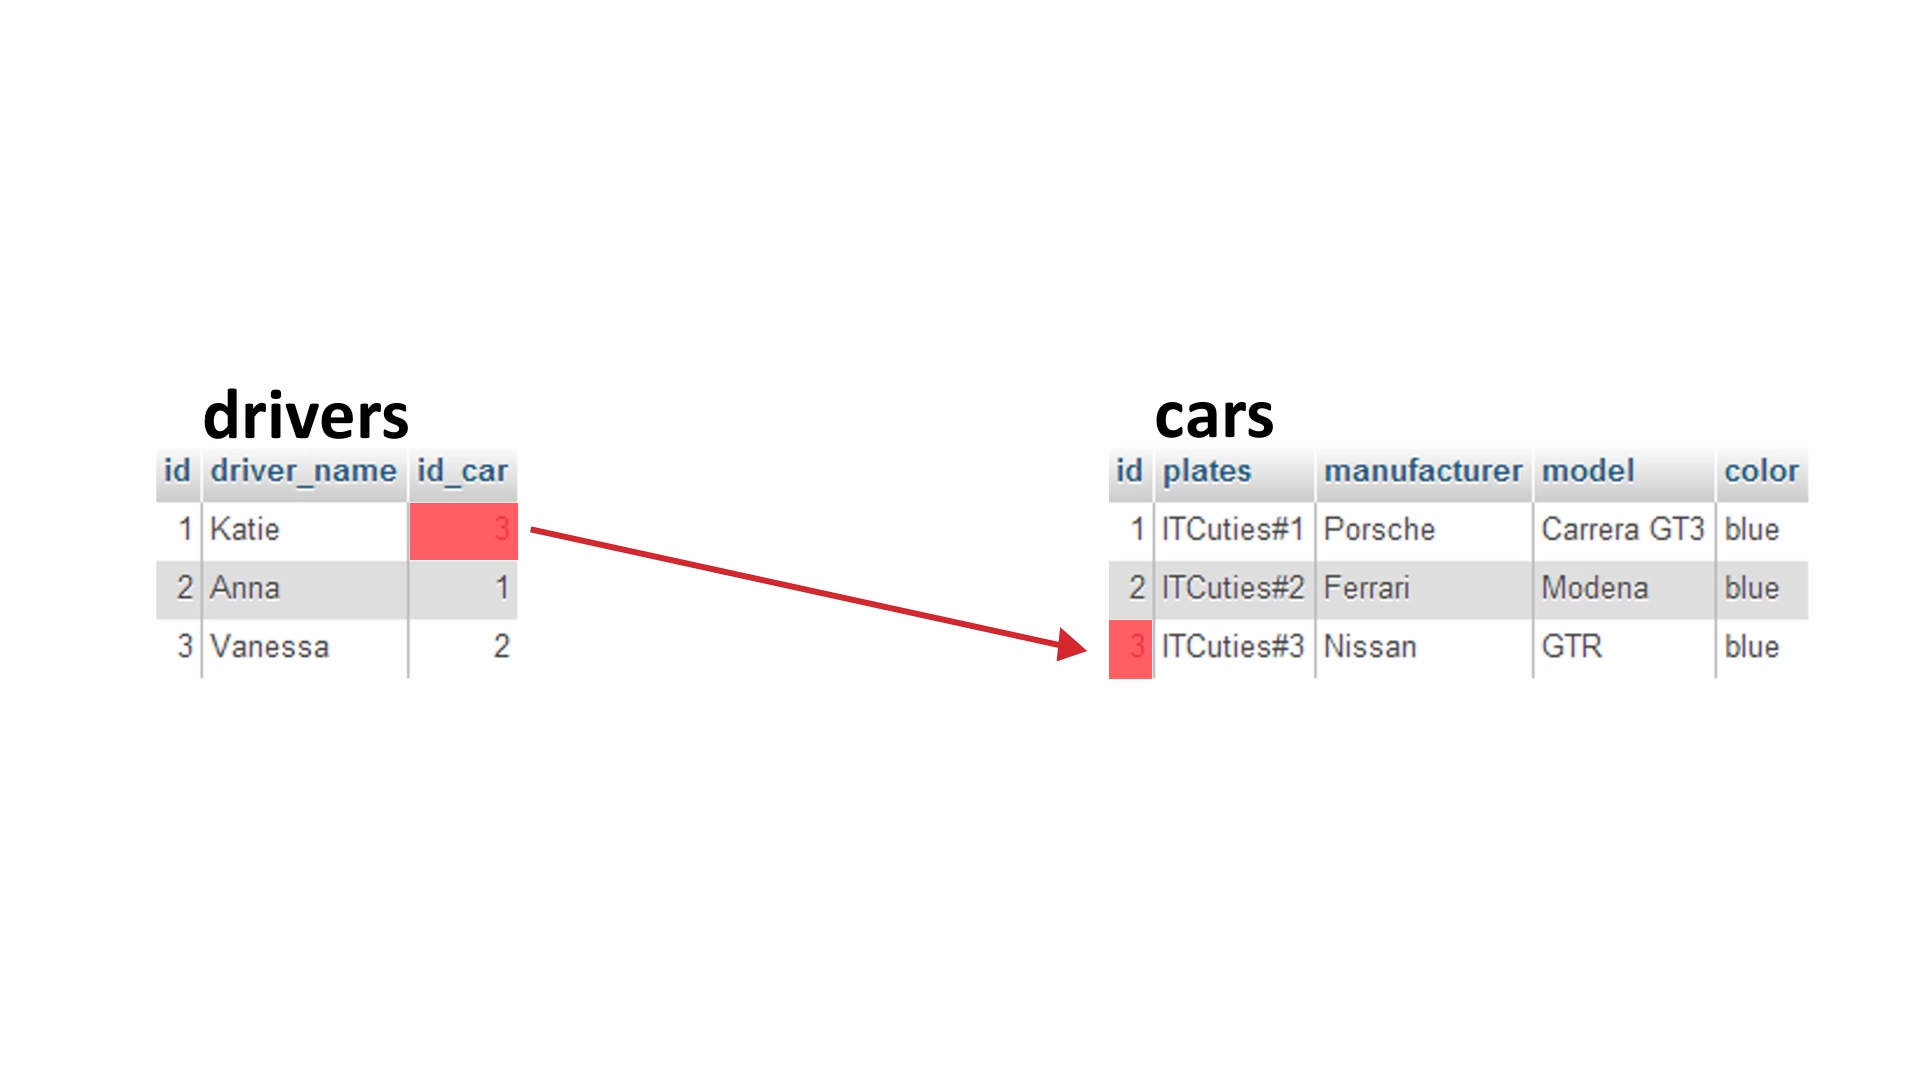 drivers
id driver_name id_car
1 Katie 3
2 Anna 1
3 Vanessa 2
cars
id plates manufacturer model color
1 ITCuties#1 Porsche Carrera GT3 blue
2 ITCuties#2 Ferrari Modena blue
3 ITCuties#3 Nissan GTR blue